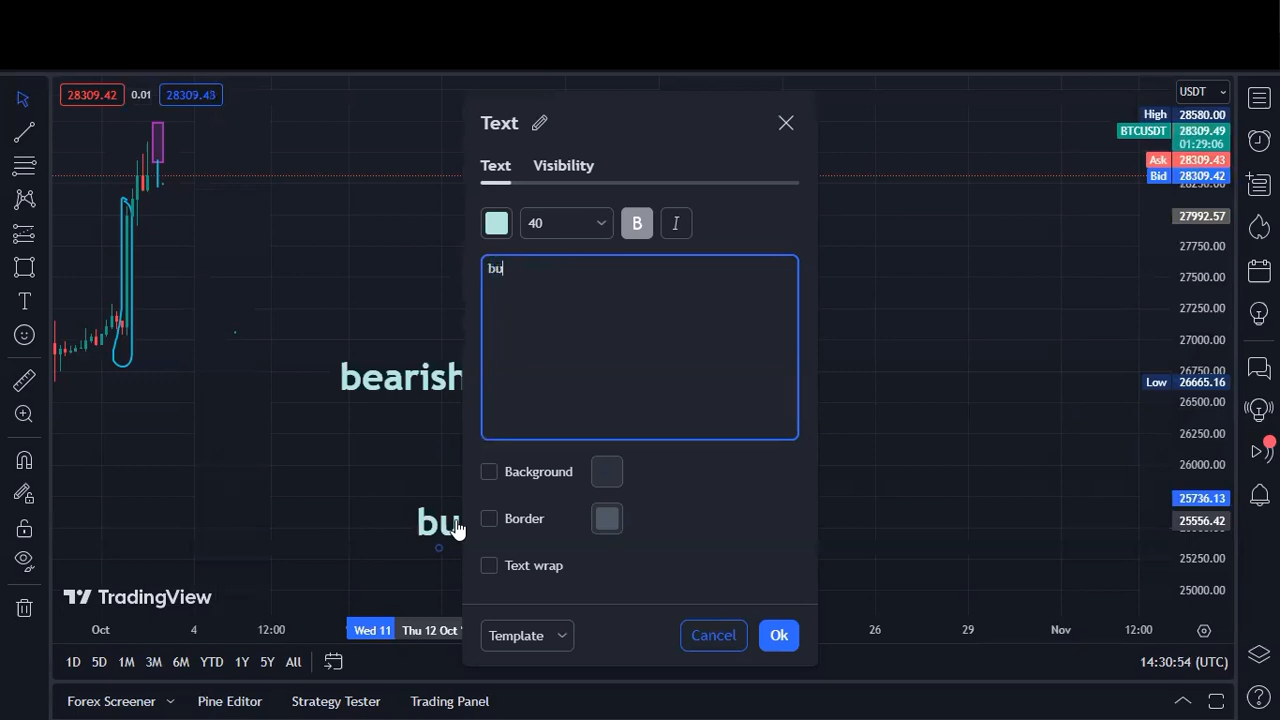 28309.42 0.01 28309.43
USDT
High 28580.00
BTCUSDT 28309.49
01:29:06
Ask 28309.43
Bid 28309.42
27992.57
27750.00
27500.00
27250.00
27000.00
26750.00
Low 26665.16
26500.00
26250.00
26000.00
25736.13
25556.42
25250.00
25000.00
Text
Text Visibility
40 B I
bu
Background
Border
Text wrap
Template Cancel Ok
bearish
bu
TradingView
Oct 4 12:00 Wed 11 Thu 12 Oct 26 29 Nov 12:00
1D 5D 1M 3M 6M YTD 1Y 5Y All 14:30:54 (UTC)
Forex Screener Pine Editor Strategy Tester Trading Panel